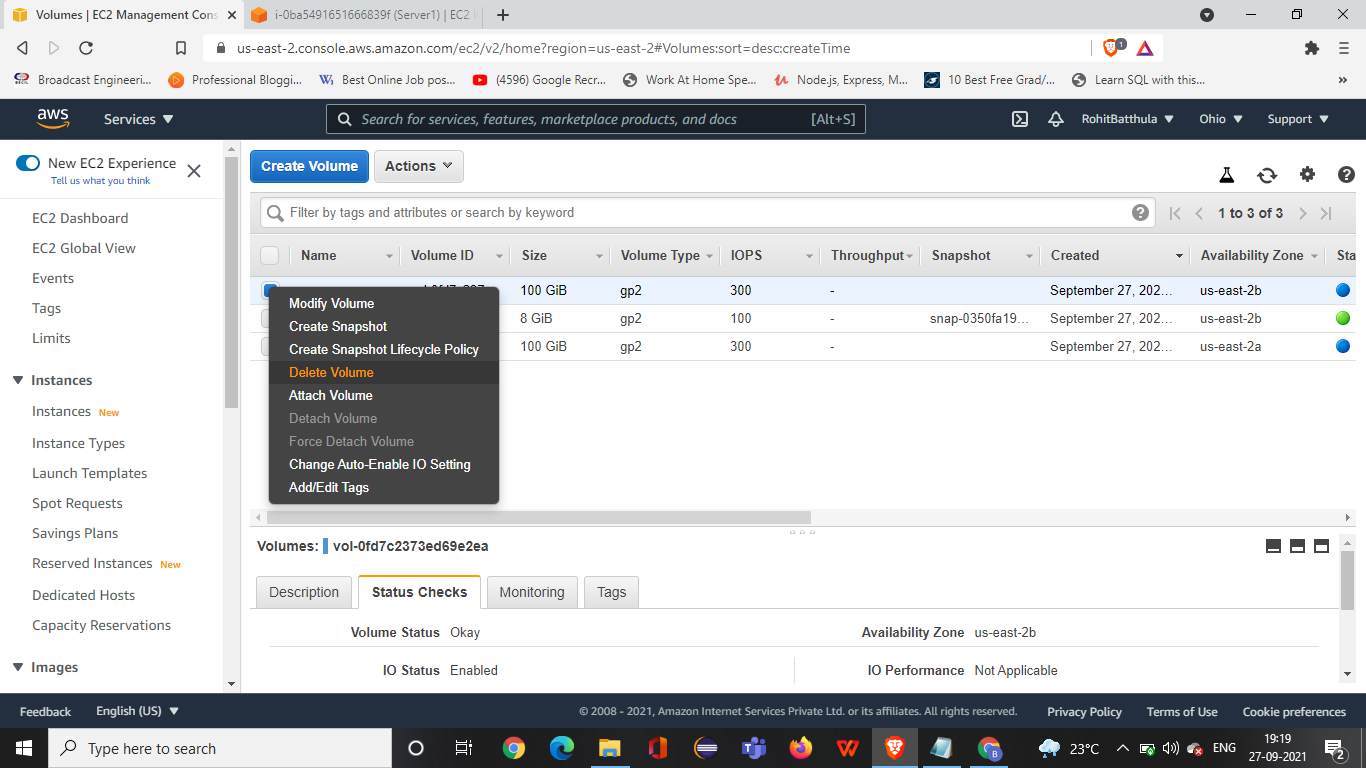 Volumes | EC2 Management Cons
i-0ba5491651666839f (Server1) | EC2 I
us-east-2.console.aws.amazon.com/ec2/v2/home?region=us-east-2#Volumes:sort=desc:createTime
1
Broadcast Engineeri...
Professional Bloggi...
Best Online Job pos...
(4596) Google Recr...
Work At Home Spe...
Node.js, Express, M...
10 Best Free Grad/...
Learn SQL with this...
»
aws
Services
Search for services, features, marketplace products, and docs
[Alt+S]
RohitBatthula
Ohio
Support
New EC2 Experience
Tell us what you think
EC2 Dashboard
EC2 Global View
Events
Tags
Limits
Instances
Instances New
Instance Types
Launch Templates
Spot Requests
Savings Plans
Reserved Instances New
Dedicated Hosts
Capacity Reservations
Images
Create Volume
Actions
Filter by tags and attributes or search by keyword
1 to 3 of 3
Name Volume ID Size Volume Type IOPS Throughput Snapshot Created Availability Zone Sta
100 GiB gp2 300 - September 27, 202... us-east-2b
8 GiB gp2 100 - snap-0350fa19... September 27, 202... us-east-2b
100 GiB gp2 300 - September 27, 202... us-east-2a
Modify Volume
Create Snapshot
Create Snapshot Lifecycle Policy
Delete Volume
Attach Volume
Detach Volume
Force Detach Volume
Change Auto-Enable IO Setting
Add/Edit Tags
Volumes: vol-0fd7c2373ed69e2ea
Description
Status Checks
Monitoring
Tags
Volume Status Okay
Availability Zone us-east-2b
IO Status Enabled
IO Performance Not Applicable
Feedback
English (US)
© 2008 - 2021, Amazon Internet Services Private Ltd. or its affiliates. All rights reserved.
Privacy Policy
Terms of Use
Cookie preferences
Type here to search
23°C
ENG
19:19
27-09-2021
2